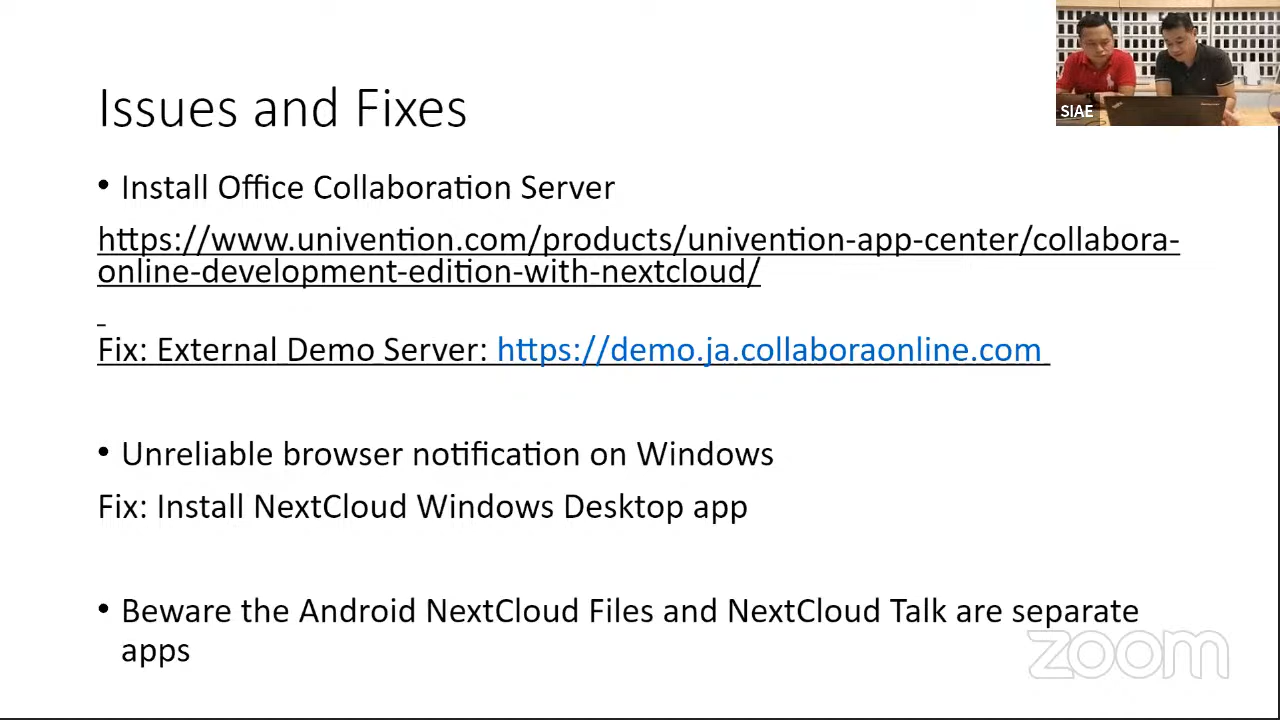 SIAE
Issues and Fixes
• Install Office Collaboration Server
https://www.univention.com/products/univention-app-center/collabora-
online-development-edition-with-nextcloud/
Fix: External Demo Server: https://demo.ja.collaboraonline.com
• Unreliable browser notification on Windows
Fix: Install NextCloud Windows Desktop app
• Beware the Android NextCloud Files and NextCloud Talk are separate
apps
zoom